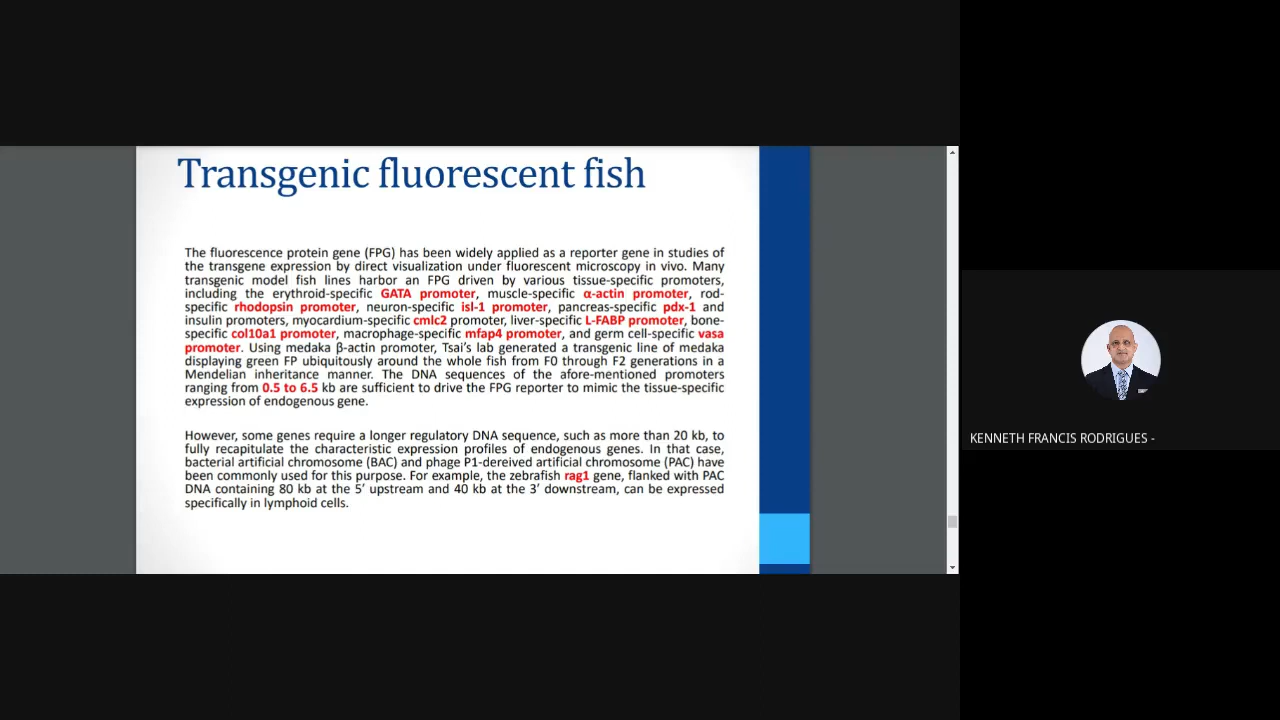 Transgenic fluorescent fish
The fluorescence protein gene (FPG) has been widely applied as a reporter gene in studies of
the transgene expression by direct visualization under fluorescent microscopy in vivo. Many
transgenic model fish lines harbor an FPG driven by various tissue-specific promoters,
including the erythroid-specific GATA promoter, muscle-specific α-actin promoter, rod-
specific rhodopsin promoter, neuron-specific isl-1 promoter, pancreas-specific pdx-1 and
insulin promoters, myocardium-specific cmlc2 promoter, liver-specific L-FABP promoter, bone-
specific col10a1 promoter, macrophage-specific mfap4 promoter, and germ cell-specific vasa
promoter. Using medaka β-actin promoter, Tsai's lab generated a transgenic line of medaka
displaying green FP ubiquitously around the whole fish from F0 through F2 generations in a
Mendelian inheritance manner. The DNA sequences of the afore-mentioned promoters
ranging from 0.5 to 6.5 kb are sufficient to drive the FPG reporter to mimic the tissue-specific
expression of endogenous gene.
However, some genes require a longer regulatory DNA sequence, such as more than 20 kb, to
fully recapitulate the characteristic expression profiles of endogenous genes. In that case,
bacterial artificial chromosome (BAC) and phage P1-dereived artificial chromosome (PAC) have
been commonly used for this purpose. For example, the zebrafish rag1 gene, flanked with PAC
DNA containing 80 kb at the 5′ upstream and 40 kb at the 3′ downstream, can be expressed
specifically in lymphoid cells.
KENNETH FRANCIS RODRIGUES -